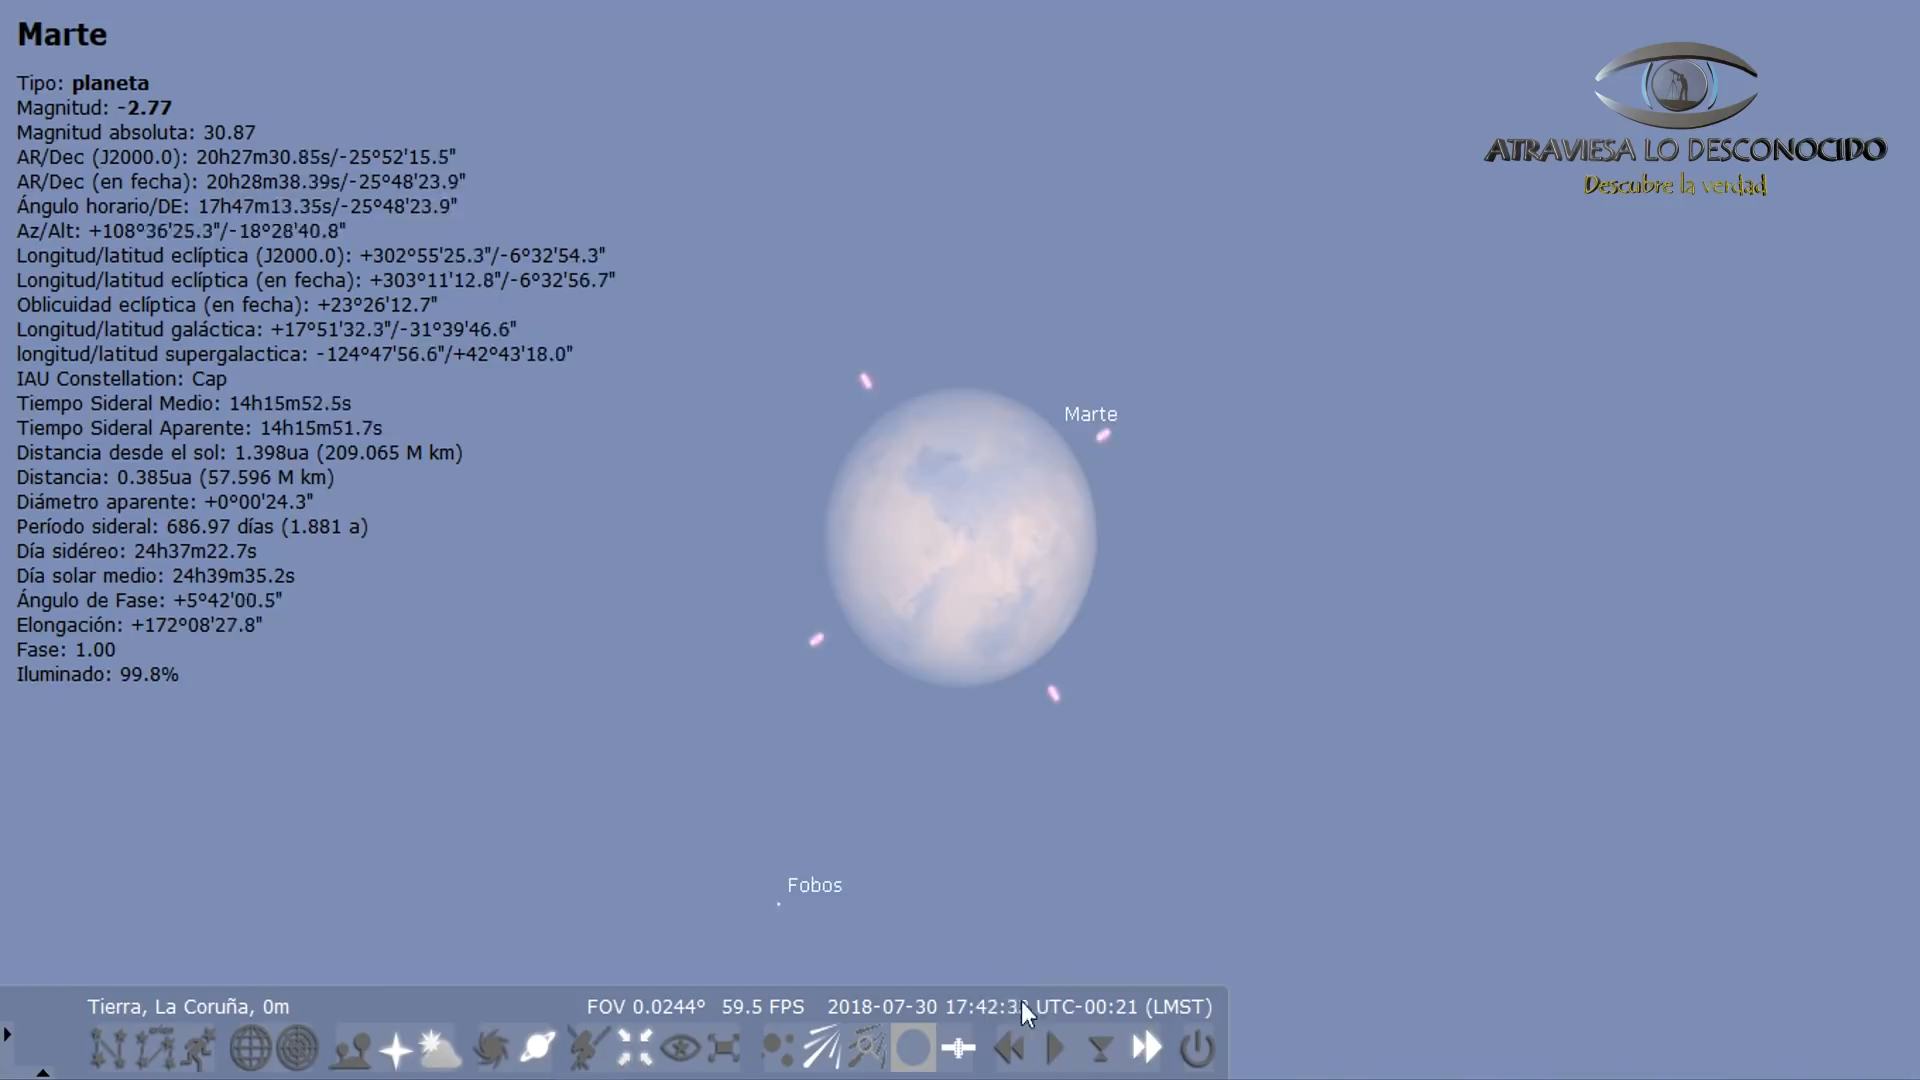 Marte
Tipo: planeta
Magnitud: -2.77
Magnitud absoluta: 30.87
AR/Dec (J2000.0): 20h27m30.85s/-25°52'15.5"
AR/Dec (en fecha): 20h28m38.39s/-25°48'23.9"
Ángulo horario/DE: 17h47m13.35s/-25°48'23.9"
Az/Alt: +108°36'25.3"/-18°28'40.8"
Longitud/latitud eclíptica (J2000.0): +302°55'25.3"/-6°32'54.3"
Longitud/latitud eclíptica (en fecha): +303°11'12.8"/-6°32'56.7"
Oblicuidad eclíptica (en fecha): +23°26'12.7"
Longitud/latitud galáctica: +17°51'32.3"/-31°39'46.6"
longitud/latitud supergalactica: -124°47'56.6"/+42°43'18.0"
IAU Constellation: Cap
Tiempo Sideral Medio: 14h15m52.5s
Tiempo Sideral Aparente: 14h15m51.7s
Distancia desde el sol: 1.398ua (209.065 M km)
Distancia: 0.385ua (57.596 M km)
Diámetro aparente: +0°00'24.3"
Período sideral: 686.97 días (1.881 a)
Día sidéreo: 24h37m22.7s
Día solar medio: 24h39m35.2s
Ángulo de Fase: +5°42'00.5"
Elongación: +172°08'27.8"
Fase: 1.00
Iluminado: 99.8%
ATRAVIESA LO DESCONOCIDO
Descubre la verdad
Marte
Fobos
Tierra, La Coruña, 0m FOV 0.0244° 59.5 FPS 2018-07-30 UTC-00:21 (LMST)